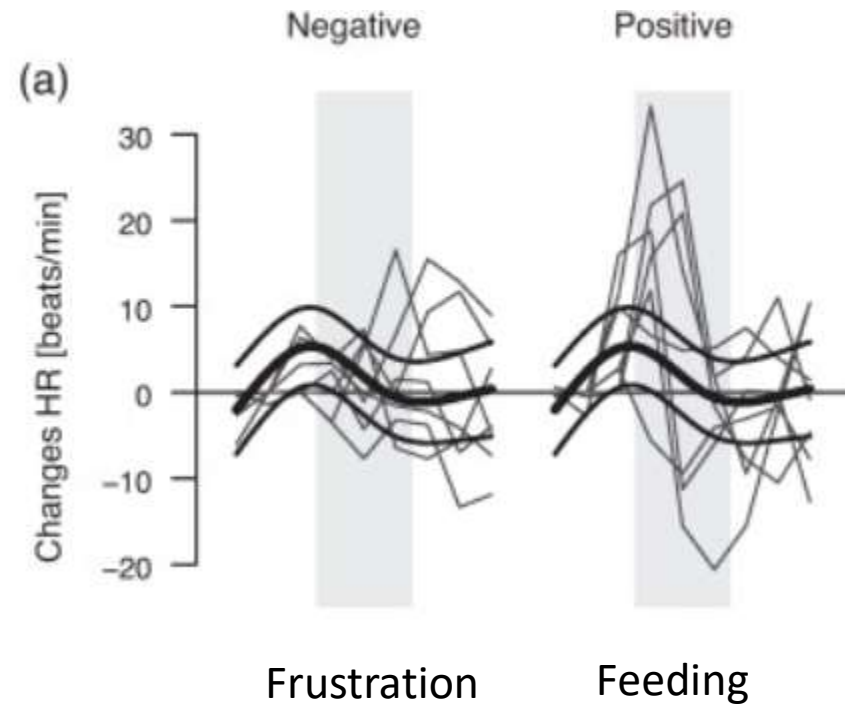 Negative Positive
(a)
Changes HR [beats/min]
30
20
10
0
−10
−20
Frustration Feeding